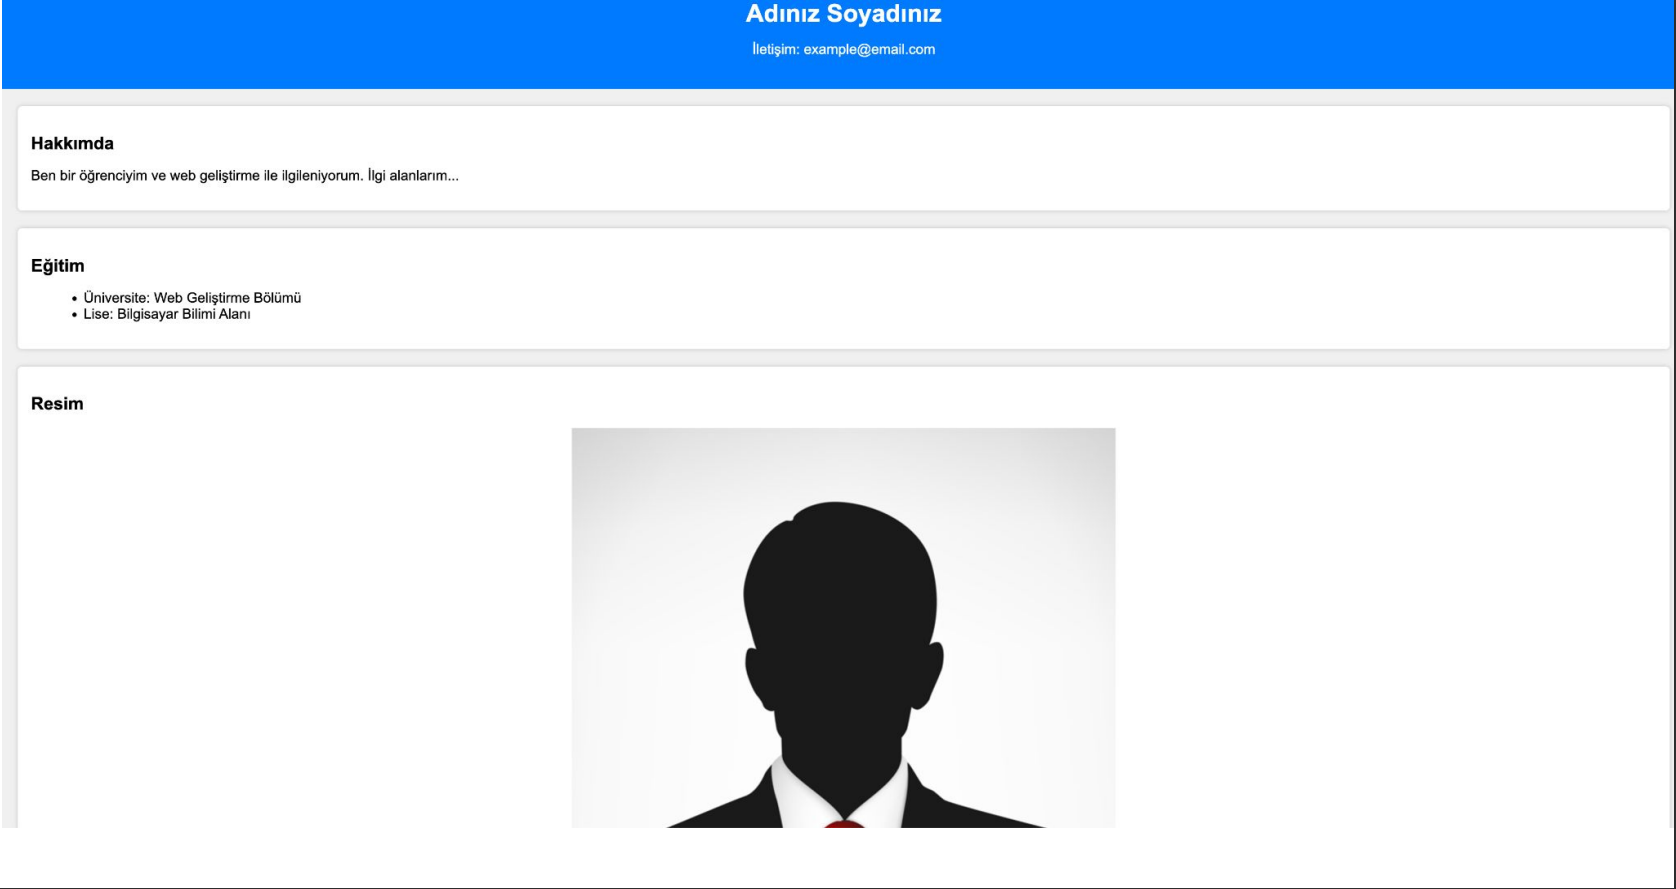 Adınız Soyadınız
İletişim: example@email.com
Hakkımda
Ben bir öğrenciyim ve web geliştirme ile ilgileniyorum. İlgi alanlarım...
Eğitim
• Üniversite: Web Geliştirme Bölümü
• Lise: Bilgisayar Bilimi Alanı
Resim